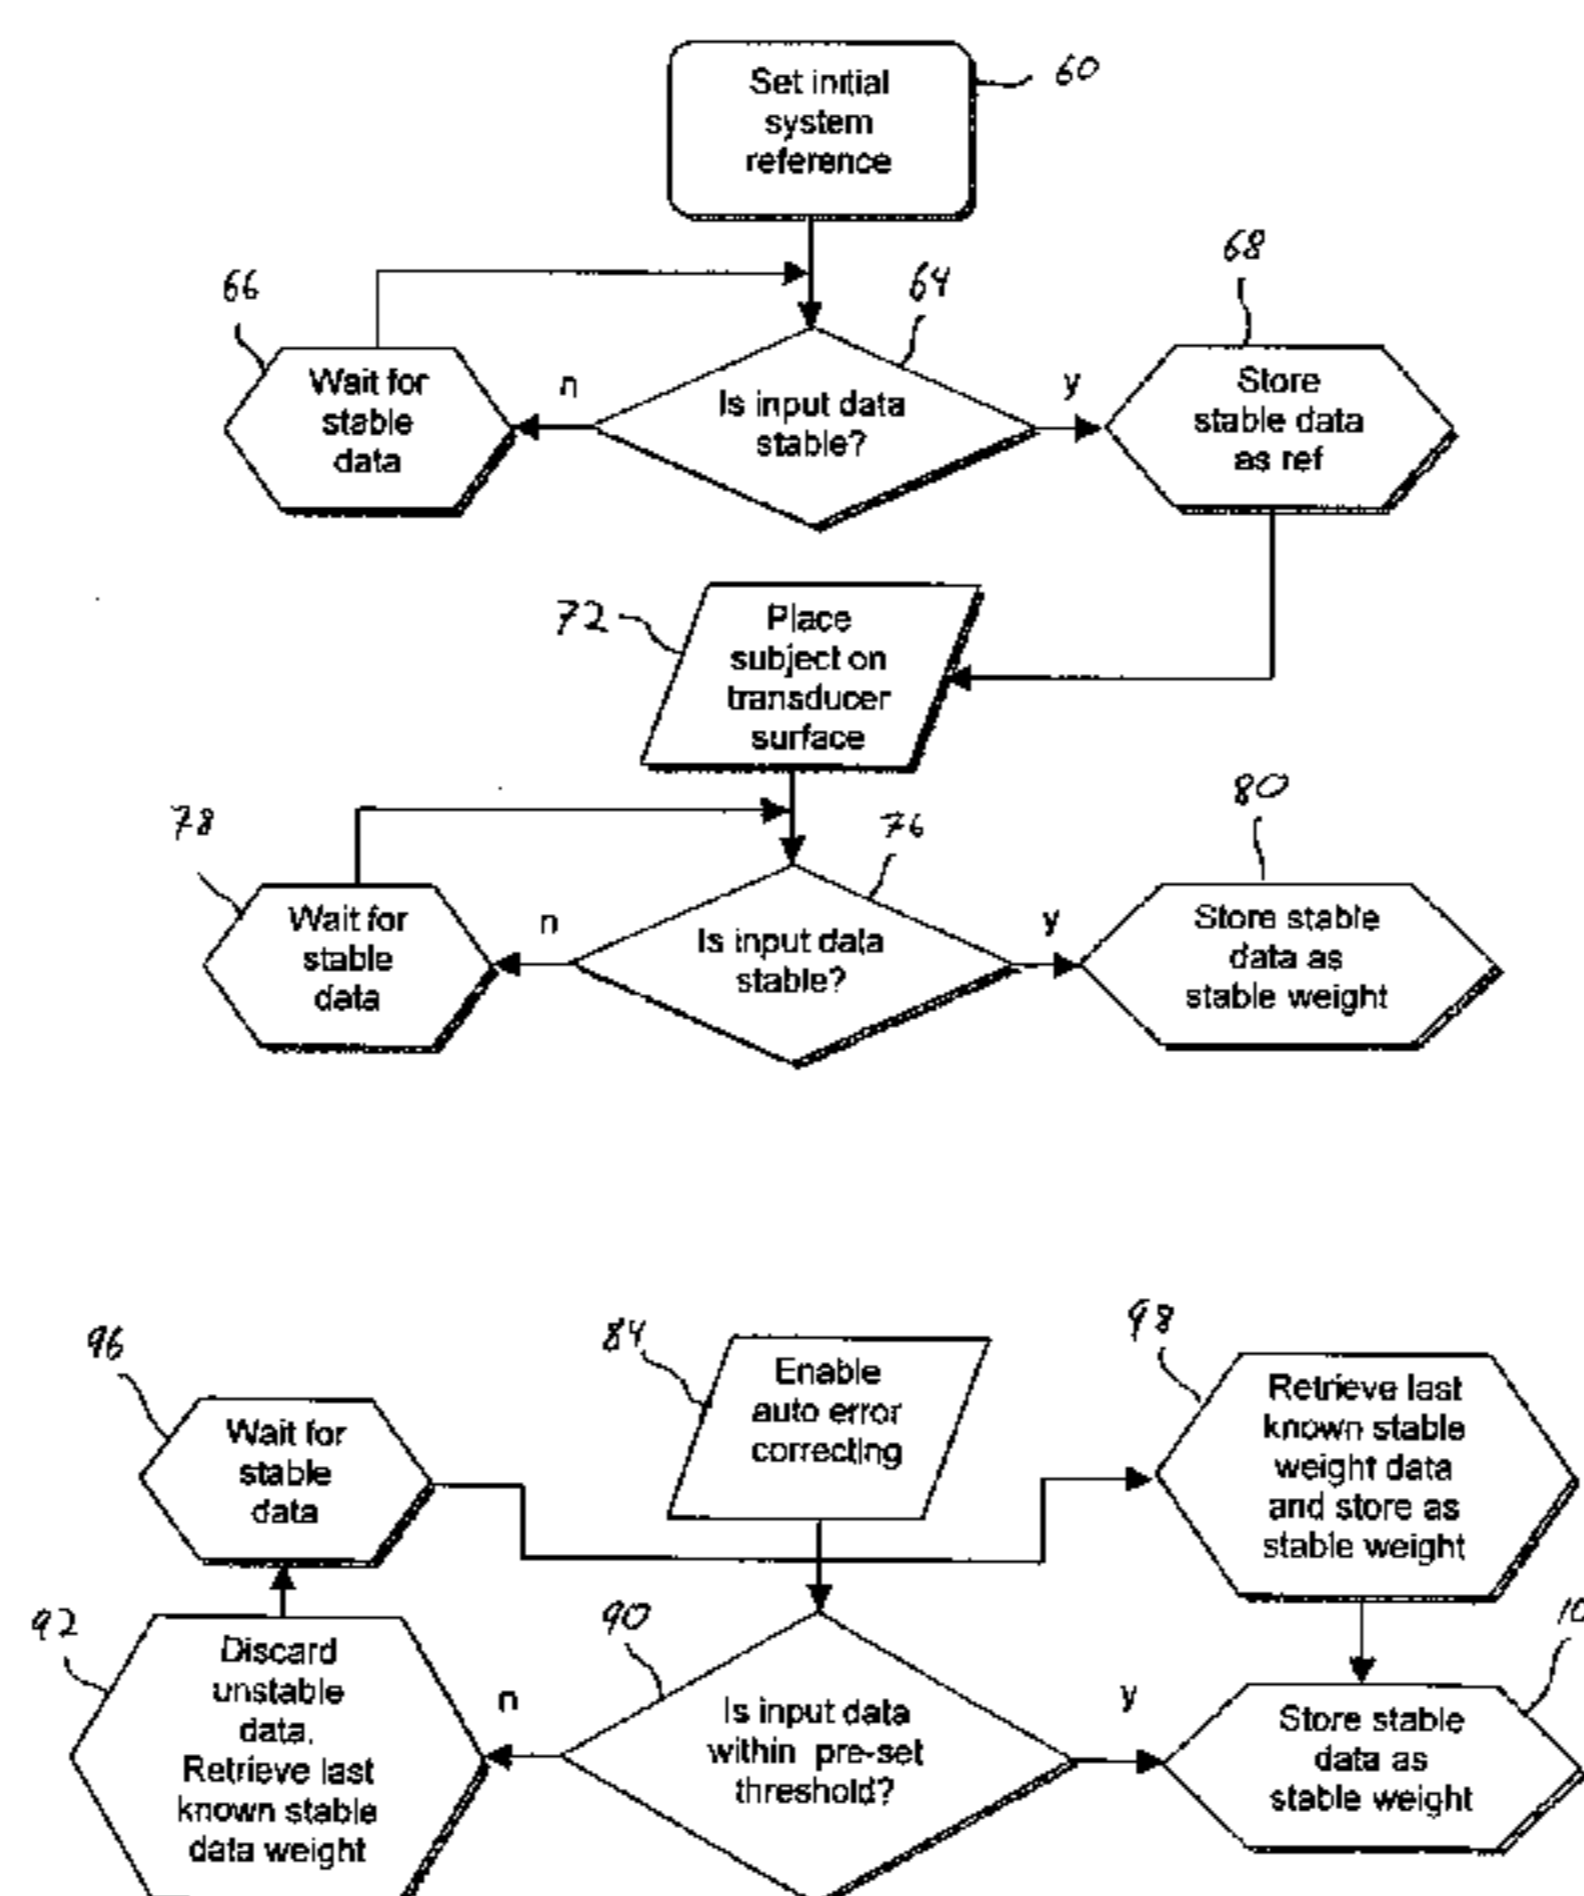 Set initial
system
reference
60
66
64
68
Wait for
stable
data
n
Is input data
stable?
y
Store
stable data
as ref
72
Place
subject on
transducer
surface
78
76
80
Wait for
stable
data
n
Is input data
stable?
y
Store stable
data as
stable weight
96
84
98
Wait for
stable
data
Enable
auto error
correcting
Retrieve last
known stable
weight data
and store as
stable weight
92
90
10
Discard
unstable
data.
Retrieve last
known stable
data weight
n
Is input data
within pre-set
threshold?
y
Store stable
data as
stable weight